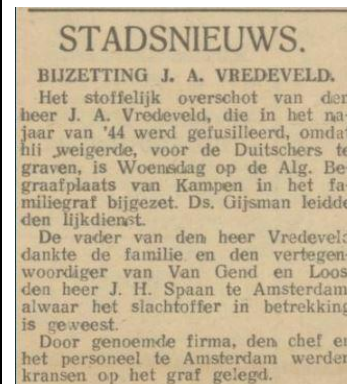 STADSNIEUWS.
BIJZETTING J. A. VREDEVELD.
Het stoffelijk overschot van den
heer J. A. Vredeveld, die in het na-
jaar van '44 werd gefusilleerd, omdat
hij weigerde, voor de Duitschers te
graven, is Woensdag op de Alg. Be-
graafplaats van Kampen in het fa-
miliegraf bijgezet. Ds. Gijsman leidde
den lijkdienst.
De vader van den heer Vredeveld
dankte de familie en den vertegen-
woordiger van Van Gend en Loos
den heer J. H. Spaan te Amsterdam
alwaar het slachtoffer in betrekking
is geweest.
Door genoemde firma, den chef en
het personeel te Amsterdam werden
kransen op het graf gelegd.